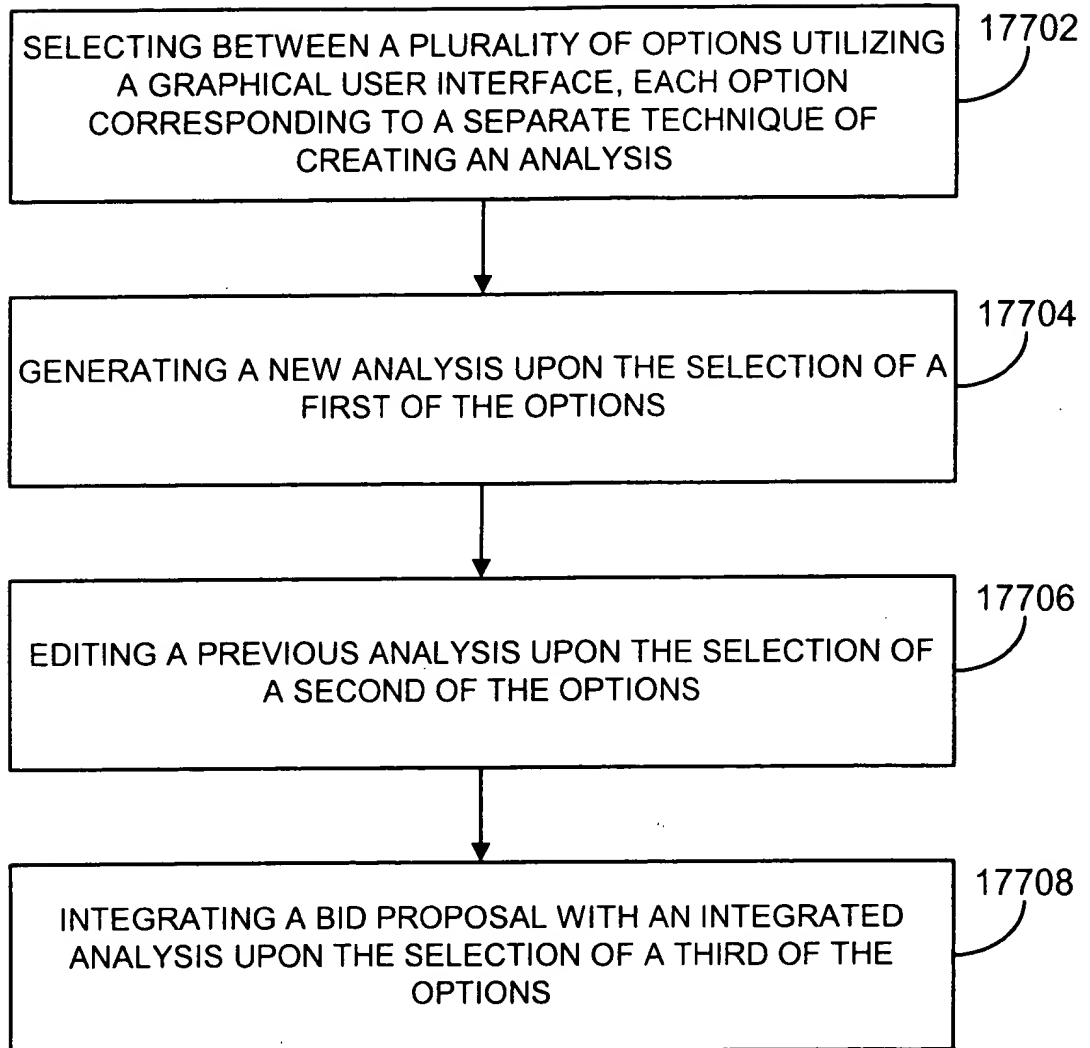 SELECTING BETWEEN A PLURALITY OF OPTIONS UTILIZING
A GRAPHICAL USER INTERFACE, EACH OPTION
CORRESPONDING TO A SEPARATE TECHNIQUE OF
CREATING AN ANALYSIS
17702
GENERATING A NEW ANALYSIS UPON THE SELECTION OF A
FIRST OF THE OPTIONS
17704
EDITING A PREVIOUS ANALYSIS UPON THE SELECTION OF
A SECOND OF THE OPTIONS
17706
INTEGRATING A BID PROPOSAL WITH AN INTEGRATED
ANALYSIS UPON THE SELECTION OF A THIRD OF THE
OPTIONS
17708